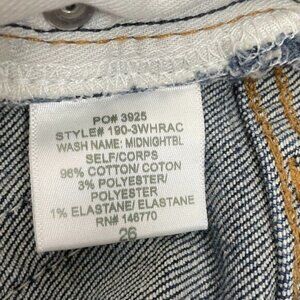 PO# 3925
STYLE# 190-3WHRAC
WASH NAME: MIDNIGHTBL
SELF/CORPS
96% COTTON/ COTON
3% POLYESTER/
POLYESTER
1% ELASTANE/ ELASTANE
RN# 146770
26